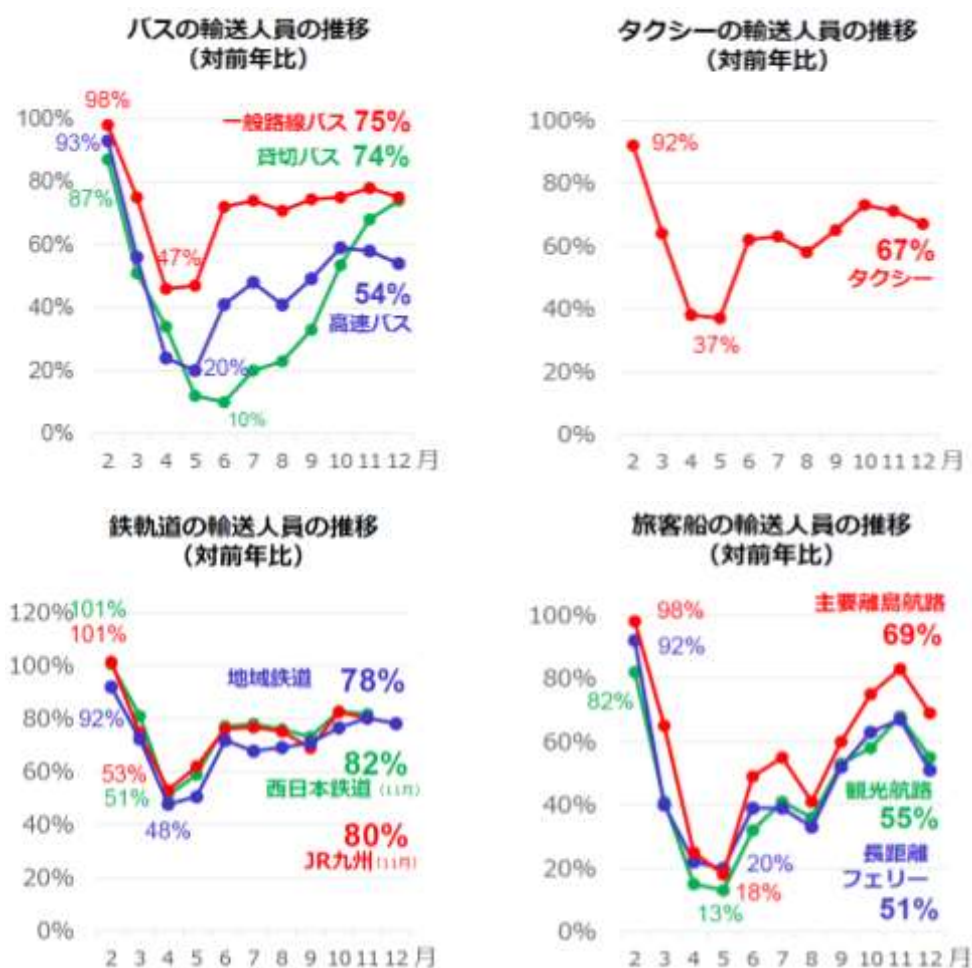 バスの輸送人員の推移
（対前年比）
98%
100%
93%
80%
87%
60%
40%
20%
0%
一般路線バス 75%
貸切バス 74%
47%
54%
高速バス
20%
10%
2 3 4 5 6 7 8 9 10 11 12 月
タクシーの輸送人員の推移
（対前年比）
100%
80%
60%
40%
20%
0%
92%
67%
タクシー
37%
2 3 4 5 6 7 8 9 10 11 12 月
鉄軌道の輸送人員の推移
（対前年比）
120%
101%
101%
100%
92%
80%
60%
53%
51%
40%
48%
20%
0%
地域鉄道 78%
82%
西日本鉄道（11月）
80%
JR九州（11月）
2 3 4 5 6 7 8 9 10 11 12 月
旅客船の輸送人員の推移
（対前年比）
100%
98%
92%
82%
80%
60%
40%
20%
0%
主要離島航路
69%
観光航路
55%
長距離
フェリー
51%
20%
18%
13%
2 3 4 5 6 7 8 9 10 11 12 月